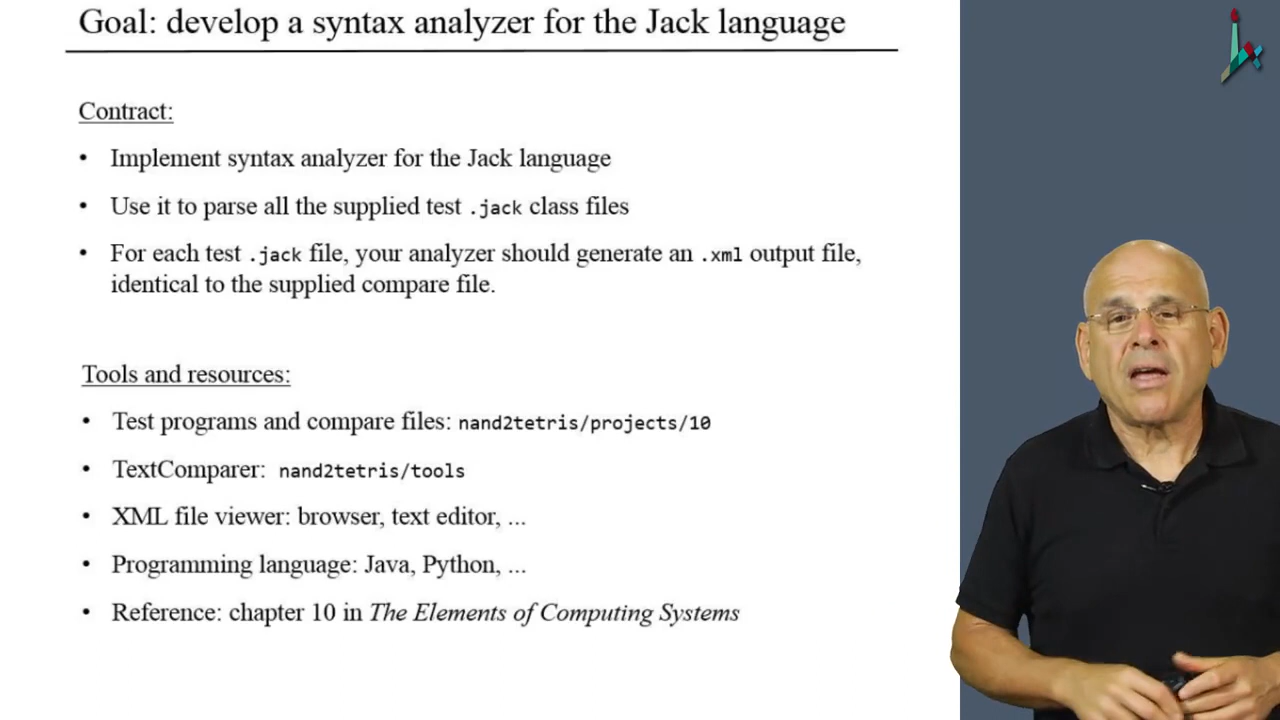 Goal: develop a syntax analyzer for the Jack language
Contract:
• Implement syntax analyzer for the Jack language
• Use it to parse all the supplied test .jack class files
• For each test .jack file, your analyzer should generate an .xml output file,
identical to the supplied compare file.
Tools and resources:
• Test programs and compare files: nand2tetris/projects/10
• TextComparer: nand2tetris/tools
• XML file viewer: browser, text editor, ...
• Programming language: Java, Python, ...
• Reference: chapter 10 in The Elements of Computing Systems